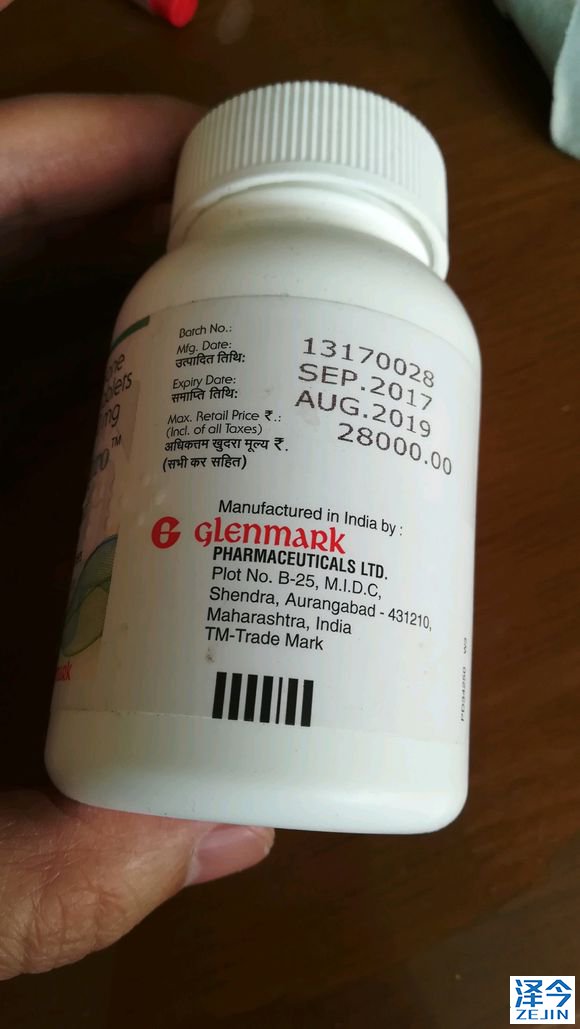 Batch No.: 13170028
Mfg. Date: SEP.2017
उत्पादित तिथि:
Expiry Date: AUG.2019
समाप्ति तिथि:
Max. Retail Price ₹.: 28000.00
(Incl. of all Taxes)
अधिकतम खुदरा मूल्य ₹.
(सभी कर सहित)
Manufactured in India by :
G glenmark
PHARMACEUTICALS LTD.
Plot No. B-25, M.I.D.C,
Shendra, Aurangabad - 431210,
Maharashtra, India
TM-Trade Mark
泽今
ZEJIN